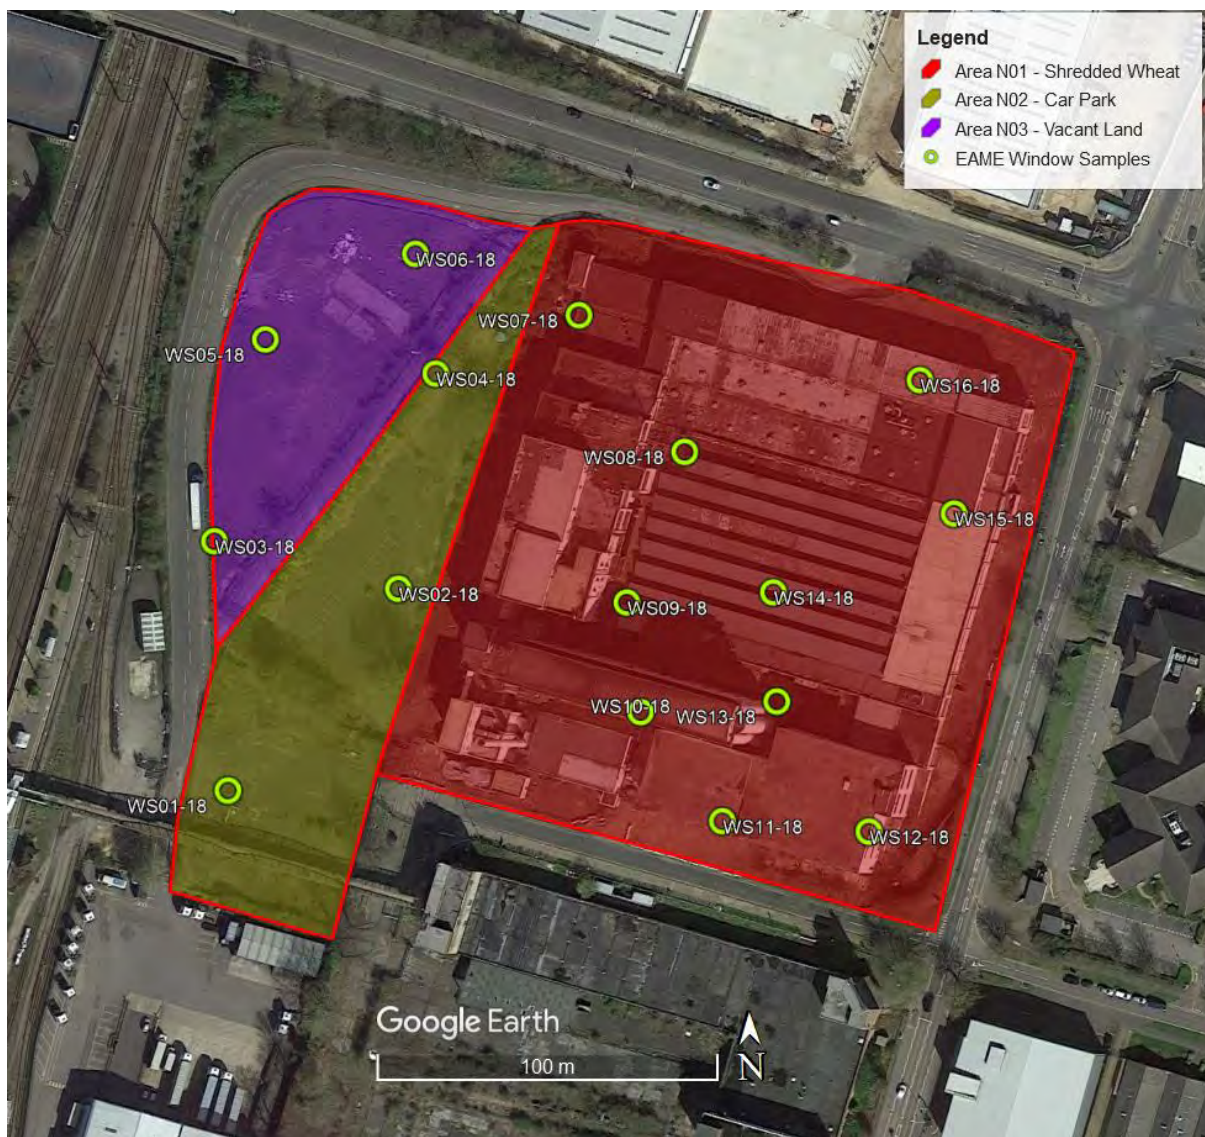 Legend
Area N01 - Shredded Wheat
Area N02 - Car Park
Area N03 - Vacant Land
EAME Window Samples
WS06-18
WS07-18
WS05-18
WS04-18
WS16-18
WS08-18
WS15-18
WS03-18
WS02-18
WS14-18
WS09-18
WS10-18
WS13-18
WS01-18
WS11-18
WS12-18
Google Earth
100 m
N